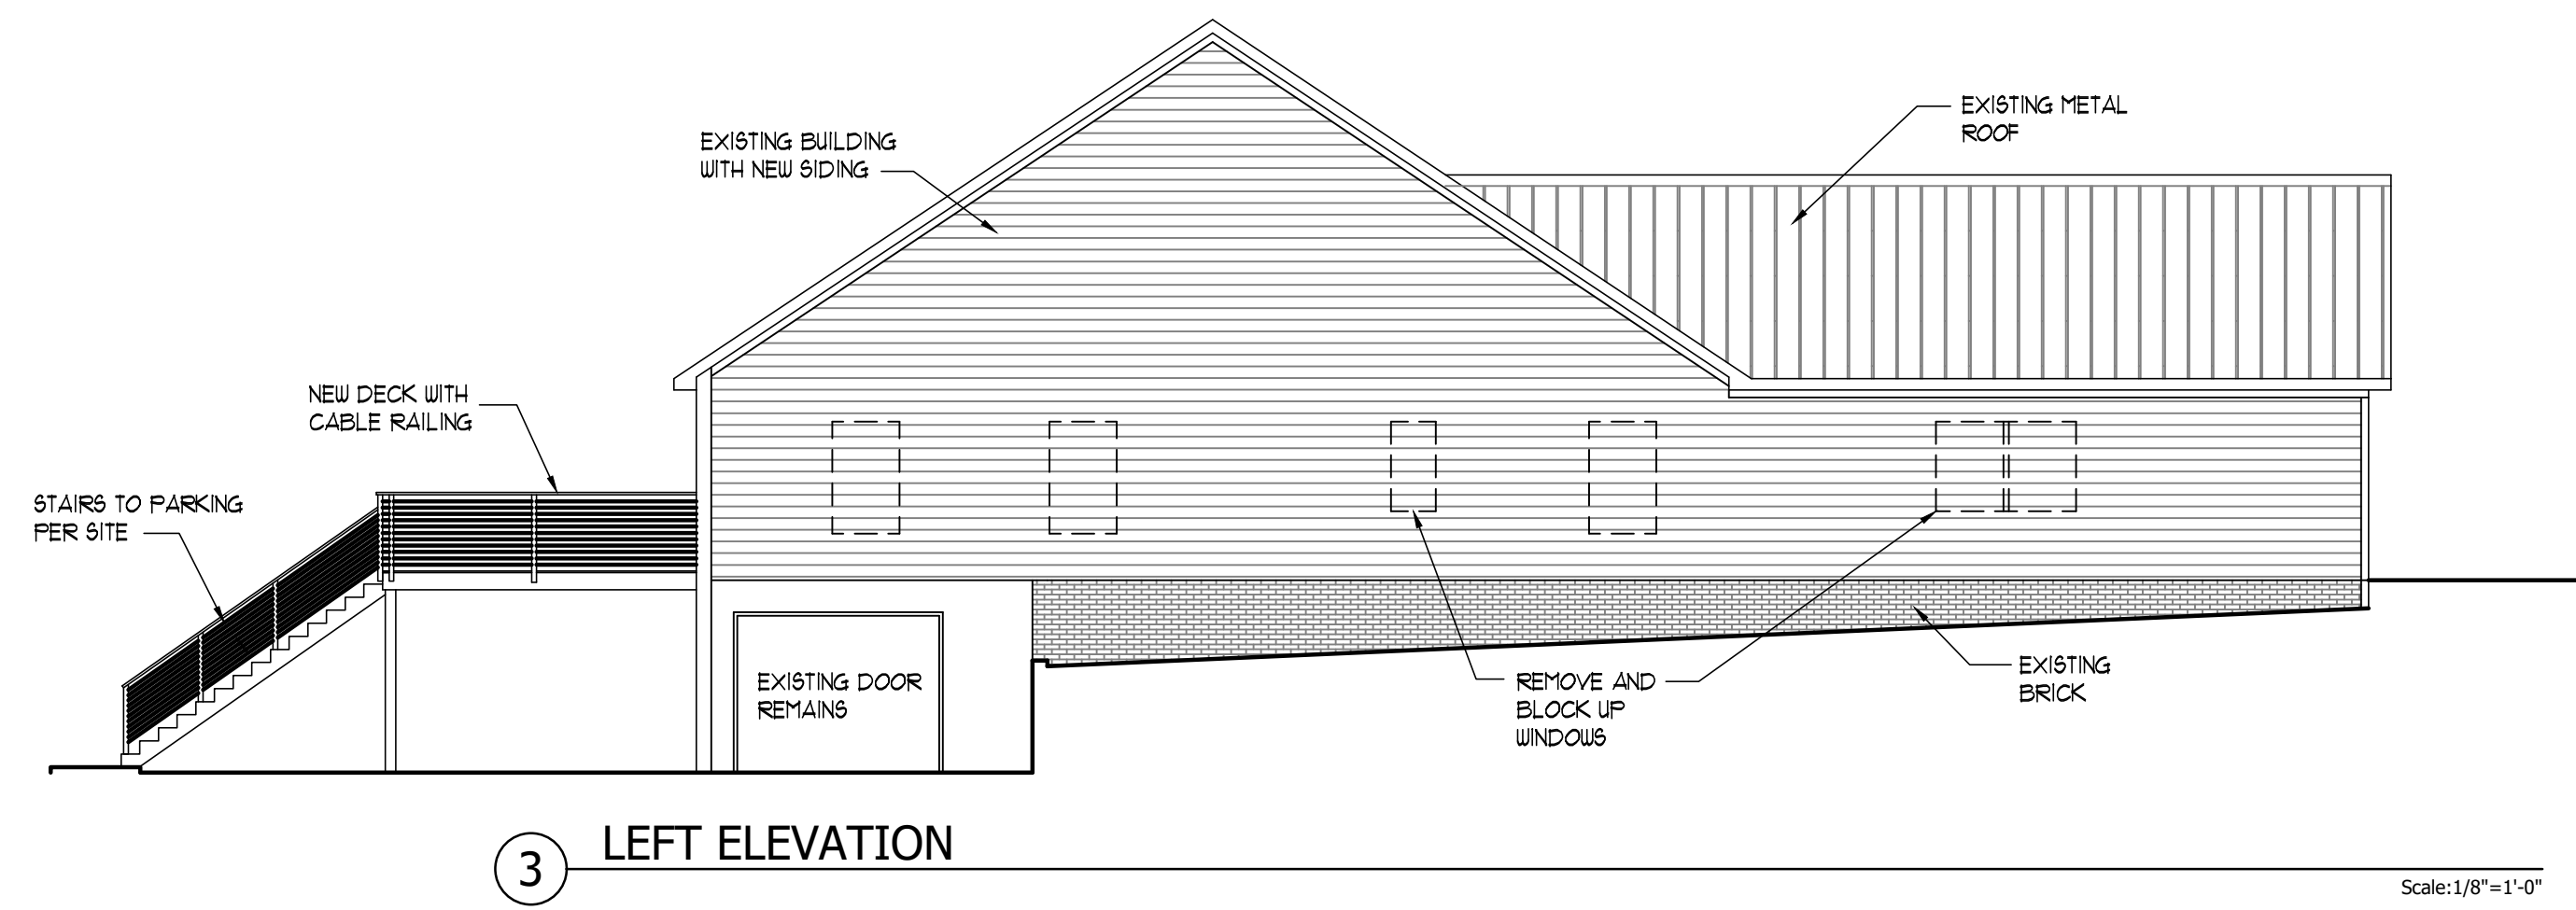 EXISTING METAL
ROOF
EXISTING BUILDING
WITH NEW SIDING
NEW DECK WITH
CABLE RAILING
STAIRS TO PARKING
PER SITE
EXISTING DOOR
REMAINS
REMOVE AND
BLOCK UP
WINDOWS
EXISTING
BRICK
3
LEFT ELEVATION
Scale:1/8"=1'-0"